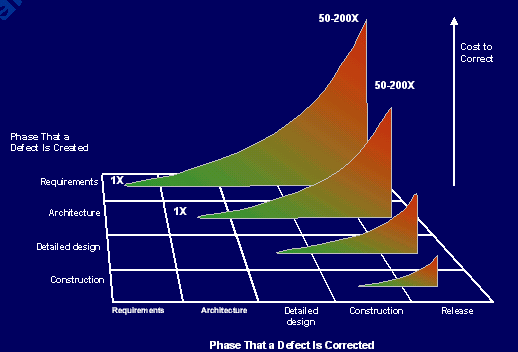 50-200X
Cost to
Correct
50-200X
Phase That a
Defect Is Created
Requirements
1X
Architecture
1X
Detailed design
Construction
Requirements
Architecture
Detailed
design
Construction
Release
Phase That a Defect Is Corrected